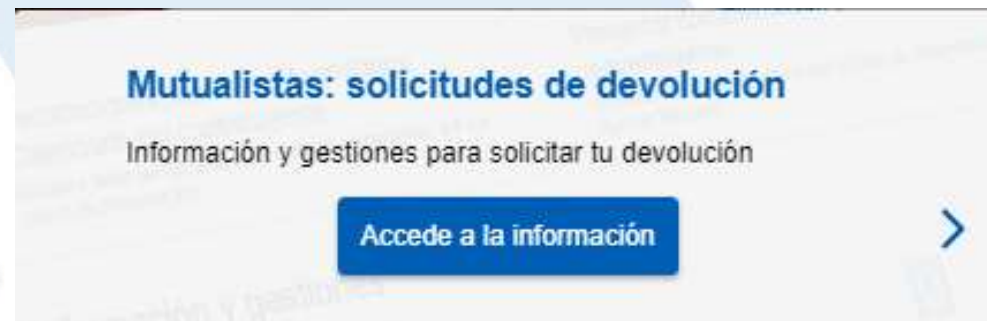 Mutualistas: solicitudes de devolución
Información y gestiones para solicitar tu devolución
Accede a la información